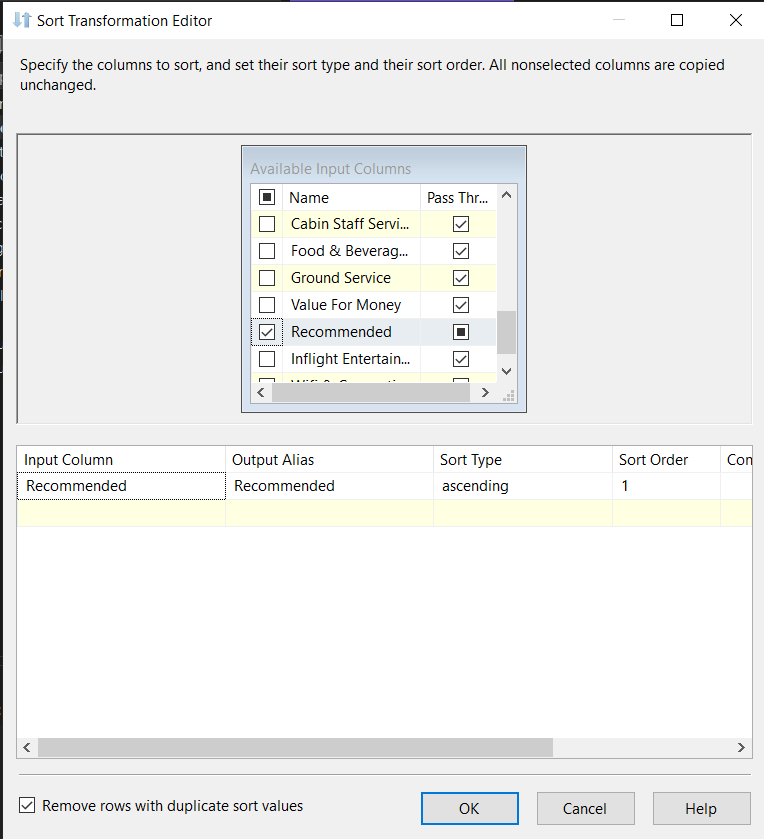 Sort Transformation Editor
Specify the columns to sort, and set their sort type and their sort order. All nonselected columns are copied
unchanged.
Available Input Columns
Name Pass Thr...
Cabin Staff Servi...
Food & Beverag...
Ground Service
Value For Money
Recommended
Inflight Entertain...
Input Column Output Alias Sort Type Sort Order Com
Recommended Recommended ascending 1
Remove rows with duplicate sort values
OK Cancel Help